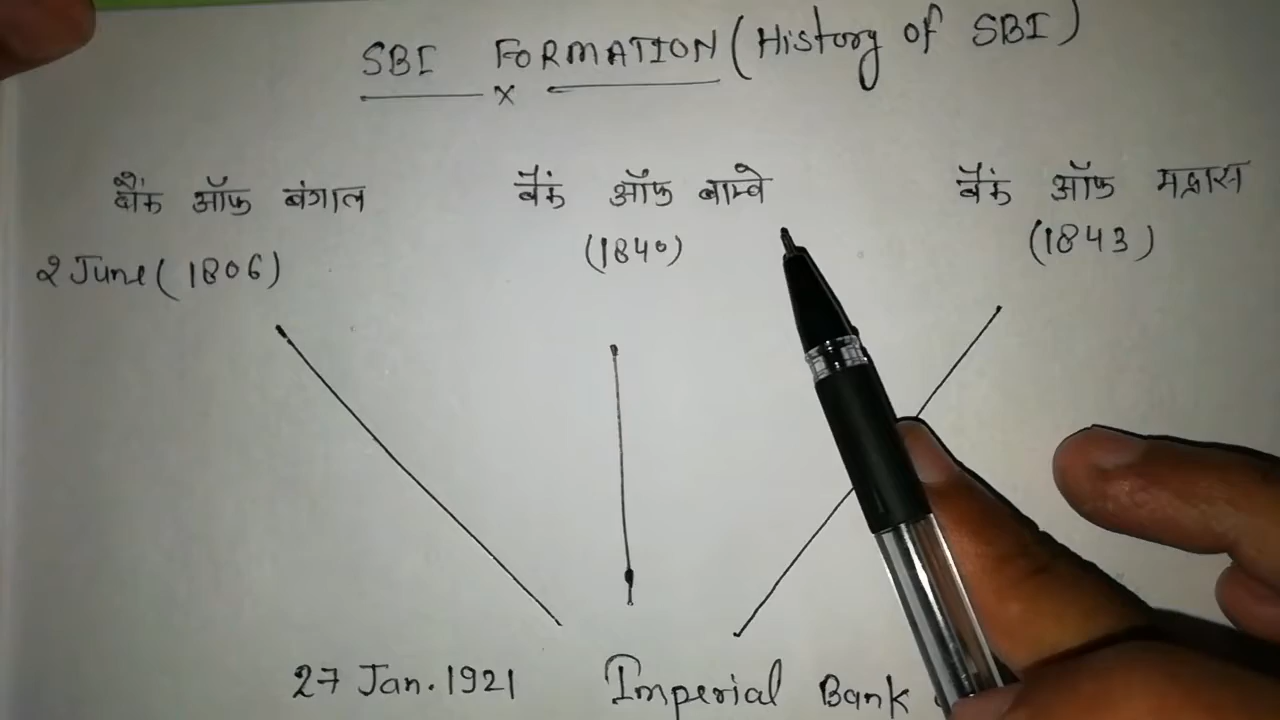 SBI FORMATION (History of SBI)
बैंक ऑफ बंगाल बैंक ऑफ बाम्वे बैंक ऑफ मद्रास
2 June (1806) (1840) (1843)
27 Jan. 1921 Imperial Bank